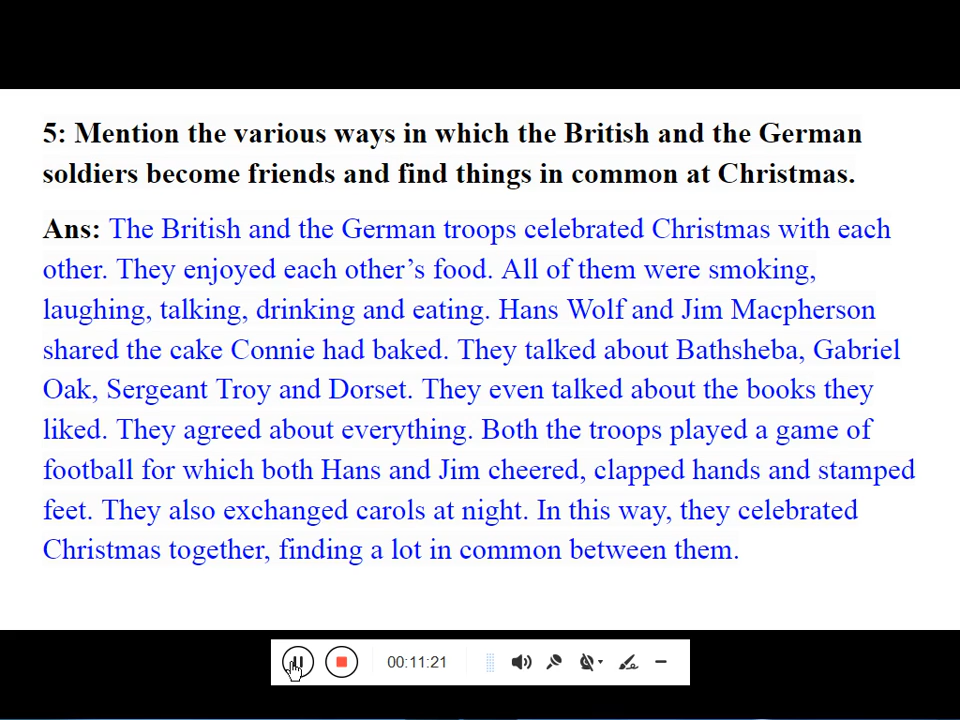 5: Mention the various ways in which the British and the German
soldiers become friends and find things in common at Christmas.
Ans: The British and the German troops celebrated Christmas with each
other. They enjoyed each other’s food. All of them were smoking,
laughing, talking, drinking and eating. Hans Wolf and Jim Macpherson
shared the cake Connie had baked. They talked about Bathsheba, Gabriel
Oak, Sergeant Troy and Dorset. They even talked about the books they
liked. They agreed about everything. Both the troops played a game of
football for which both Hans and Jim cheered, clapped hands and stamped
feet. They also exchanged carols at night. In this way, they celebrated
Christmas together, finding a lot in common between them.
00:11:21